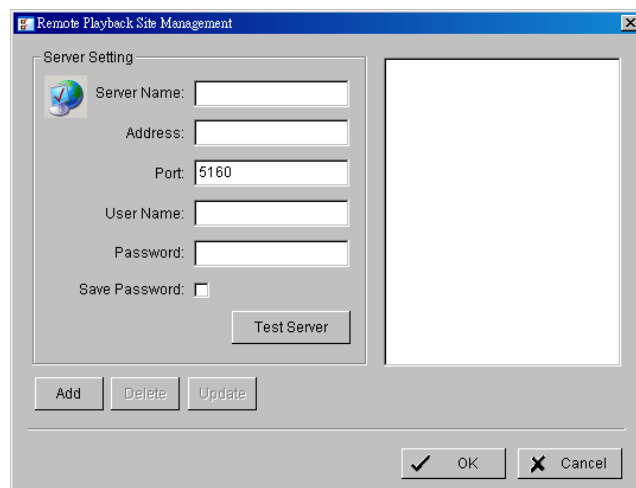 Remote Playback Site Management
Server Setting
Server Name:
Address:
Port: 5160
User Name:
Password:
Save Password:
Test Server
Add Delete Update
OK Cancel